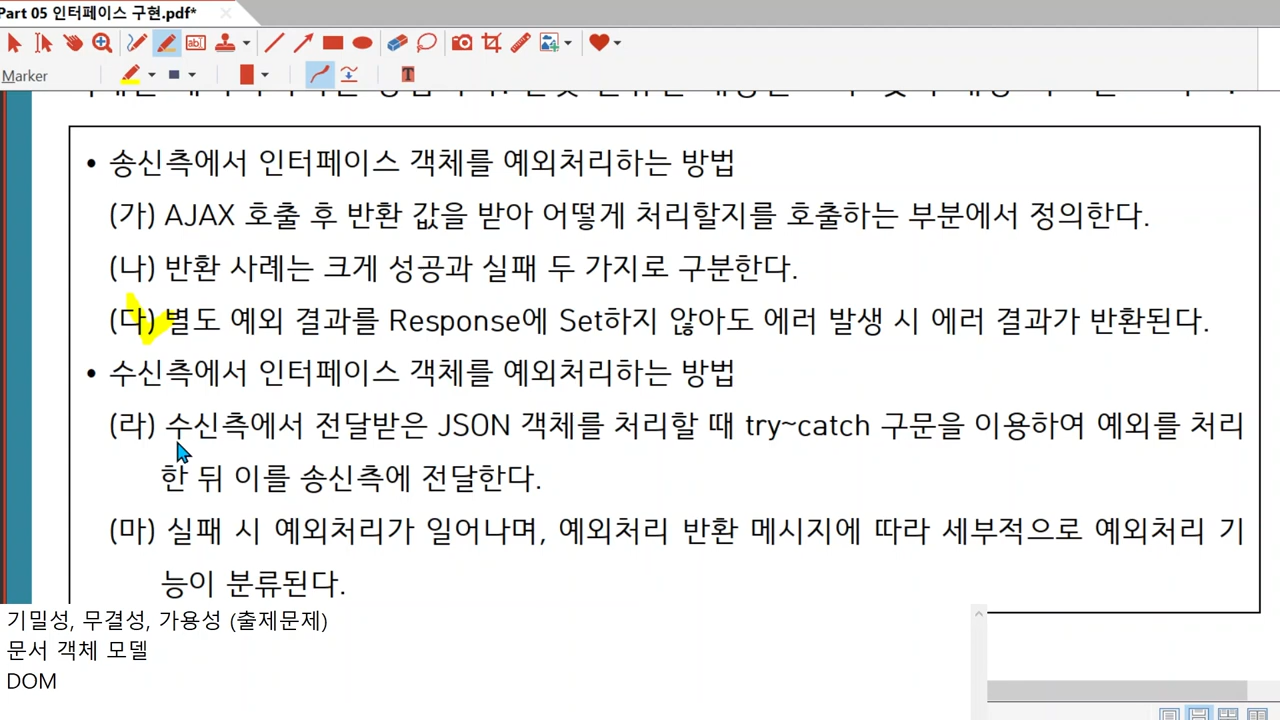 Part 05 인터페이스 구현.pdf*
Marker
• 송신측에서 인터페이스 객체를 예외처리하는 방법
(가) AJAX 호출 후 반환 값을 받아 어떻게 처리할지를 호출하는 부분에서 정의한다.
(나) 반환 사례는 크게 성공과 실패 두 가지로 구분한다.
(다) 별도 예외 결과를 Response에 Set하지 않아도 에러 발생 시 에러 결과가 반환된다.
• 수신측에서 인터페이스 객체를 예외처리하는 방법
(라) 수신측에서 전달받은 JSON 객체를 처리할 때 try~catch 구문을 이용하여 예외를 처리
한 뒤 이를 송신측에 전달한다.
(마) 실패 시 예외처리가 일어나며, 예외처리 반환 메시지에 따라 세부적으로 예외처리 기
능이 분류된다.
기밀성, 무결성, 가용성 (출제문제)
문서 객체 모델
DOM